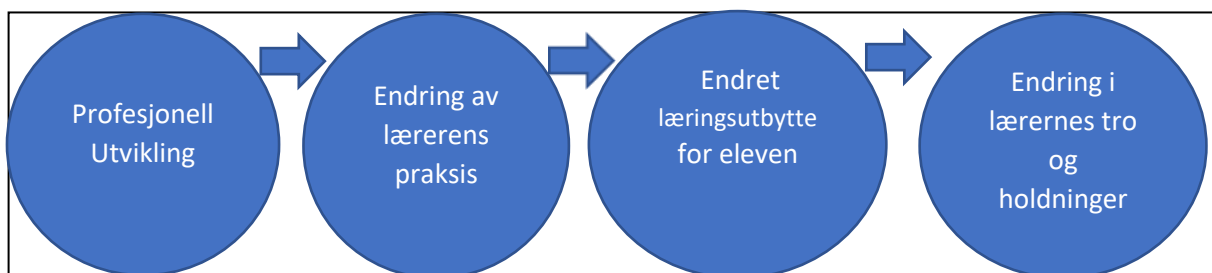 Profesjonell
Utvikling
Endring av
lærerens
praksis
Endret
læringsutbytte
for eleven
Endring i
lærernes tro
og
holdninger